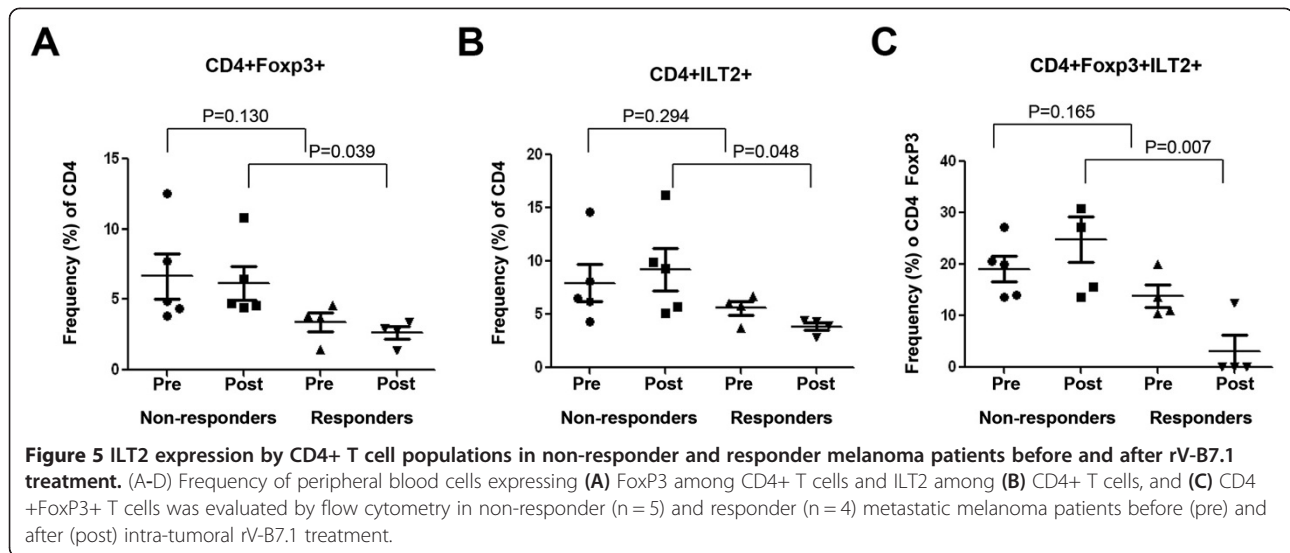 A
CD4+Foxp3+
P=0.130
P=0.039
Frequency (%) of CD4
15
10
5
0
Pre Post Pre Post
Non-responders Responders
B
CD4+ILT2+
P=0.294
P=0.048
Frequency (%) of CD4
20
15
10
5
0
Pre Post Pre Post
Non-responders Responders
C
CD4+Foxp3+ILT2+
P=0.165
P=0.007
Frequency (%) o CD4 FoxP3
40
30
20
10
0
Pre Post Pre Post
Non-responders Responders
Figure 5 ILT2 expression by CD4+ T cell populations in non-responder and responder melanoma patients before and after rV-B7.1
treatment. (A-D) Frequency of peripheral blood cells expressing (A) FoxP3 among CD4+ T cells and ILT2 among (B) CD4+ T cells, and (C) CD4
+FoxP3+ T cells was evaluated by flow cytometry in non-responder (n = 5) and responder (n = 4) metastatic melanoma patients before (pre) and
after (post) intra-tumoral rV-B7.1 treatment.